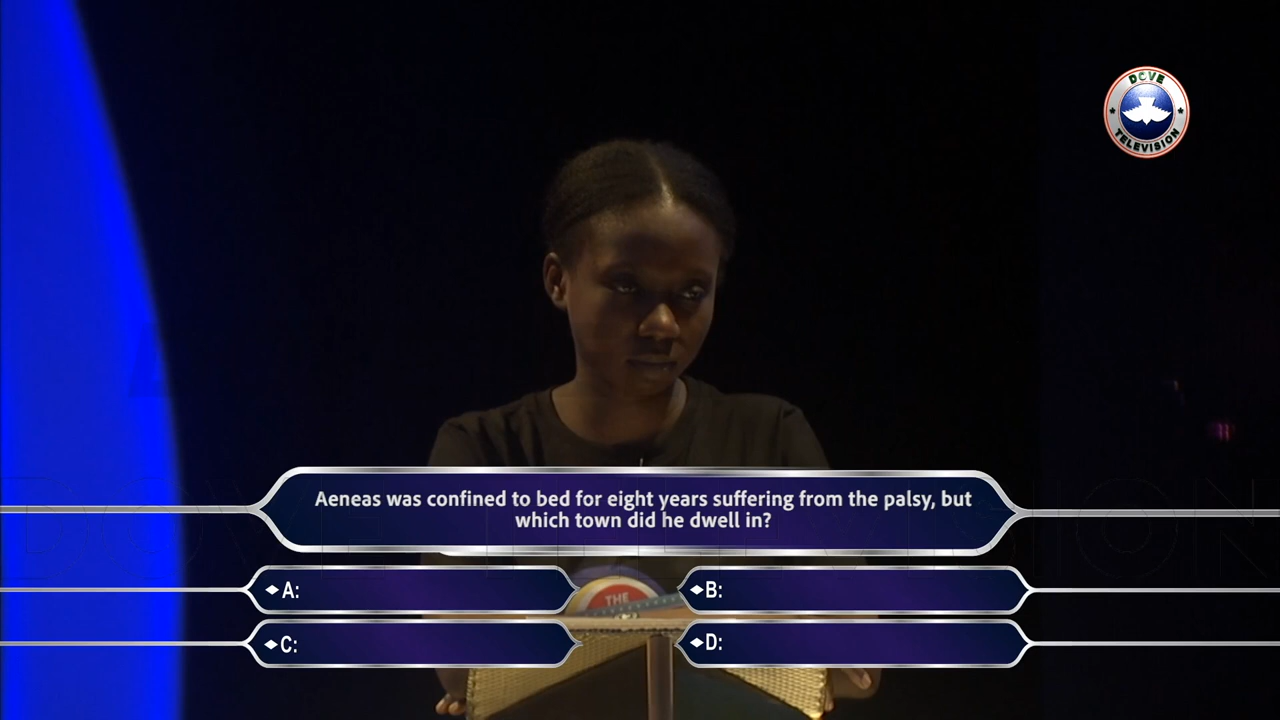 DOVE
TELEVISION
Aeneas was confined to bed for eight years suffering from the palsy, but
which town did he dwell in?
A:
B:
THE
C:
D: